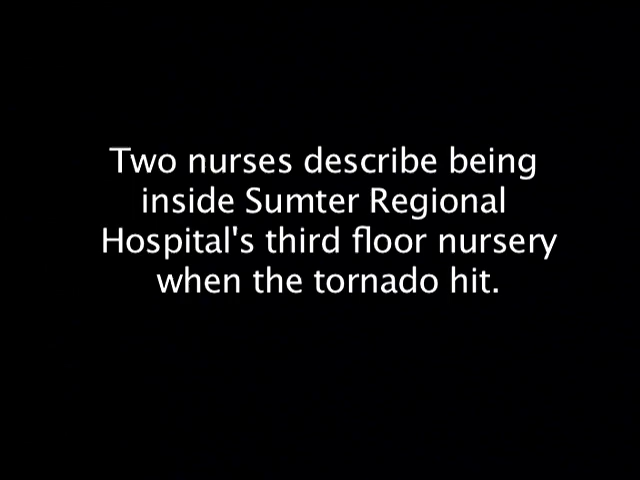 Two nurses describe being
inside Sumter Regional
Hospital's third floor nursery
when the tornado hit.